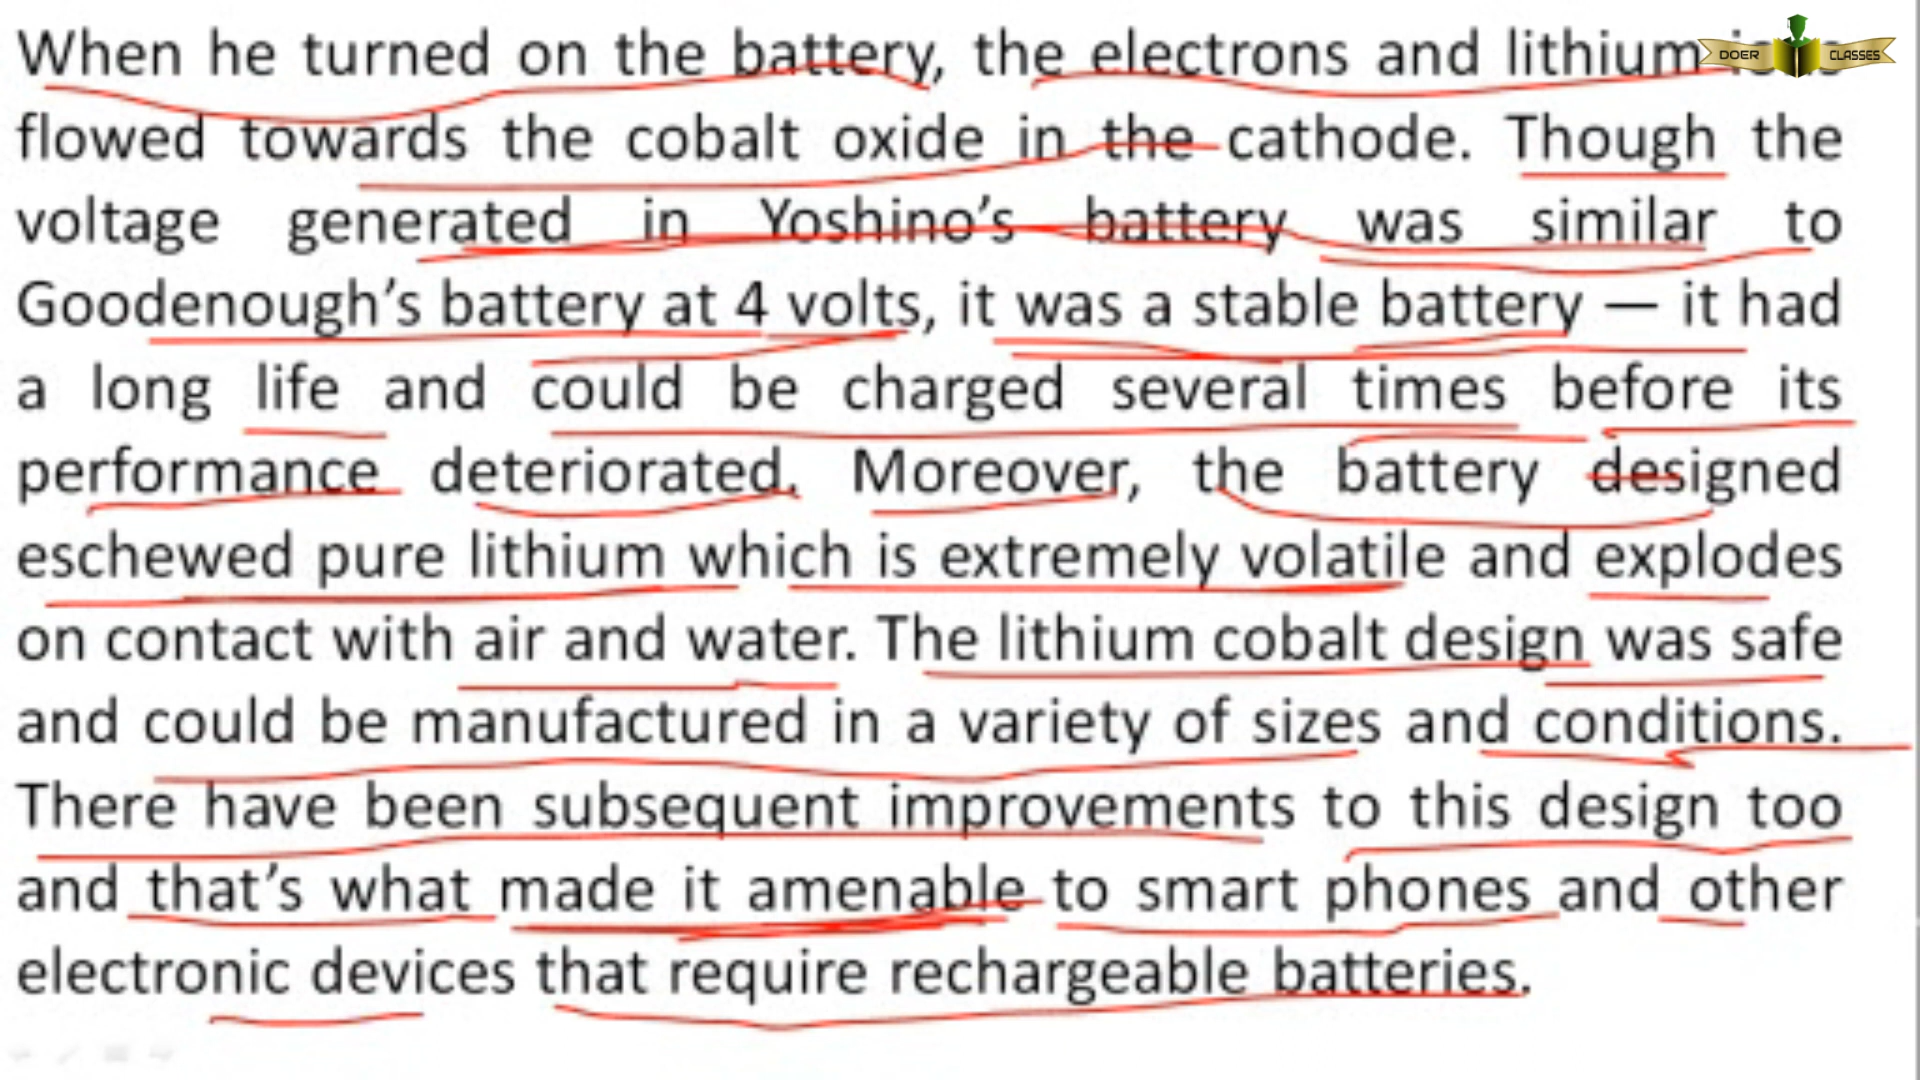 When he turned on the battery, the electrons and lithium ions
flowed towards the cobalt oxide in the cathode. Though the
voltage generated in Yoshino’s battery was similar to
Goodenough’s battery at 4 volts, it was a stable battery — it had
a long life and could be charged several times before its
performance deteriorated. Moreover, the battery designed
eschewed pure lithium which is extremely volatile and explodes
on contact with air and water. The lithium cobalt design was safe
and could be manufactured in a variety of sizes and conditions.
There have been subsequent improvements to this design too
and that’s what made it amenable to smart phones and other
electronic devices that require rechargeable batteries.
DOER CLASSES